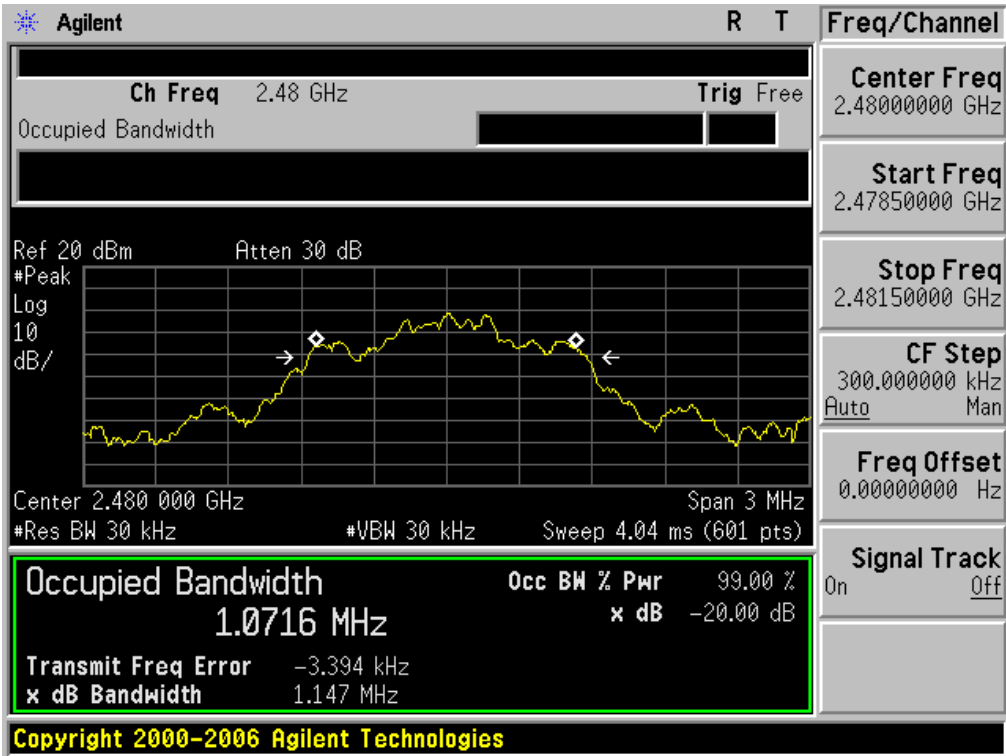 Agilent R T
Ch Freq 2.48 GHz Trig Free
Occupied Bandwidth
Ref 20 dBm Atten 30 dB
#Peak
Log
10
dB/
Center 2.480 000 GHz Span 3 MHz
#Res BW 30 kHz #VBW 30 kHz Sweep 4.04 ms (601 pts)
Occupied Bandwidth
1.0716 MHz
Occ BW % Pwr 99.00 %
x dB -20.00 dB
Transmit Freq Error -3.394 kHz
x dB Bandwidth 1.147 MHz
Copyright 2000-2006 Agilent Technologies
Freq/Channel
Center Freq
2.48000000 GHz
Start Freq
2.47850000 GHz
Stop Freq
2.48150000 GHz
CF Step
300.000000 kHz
Auto Man
Freq Offset
0.00000000 Hz
Signal Track
On Off